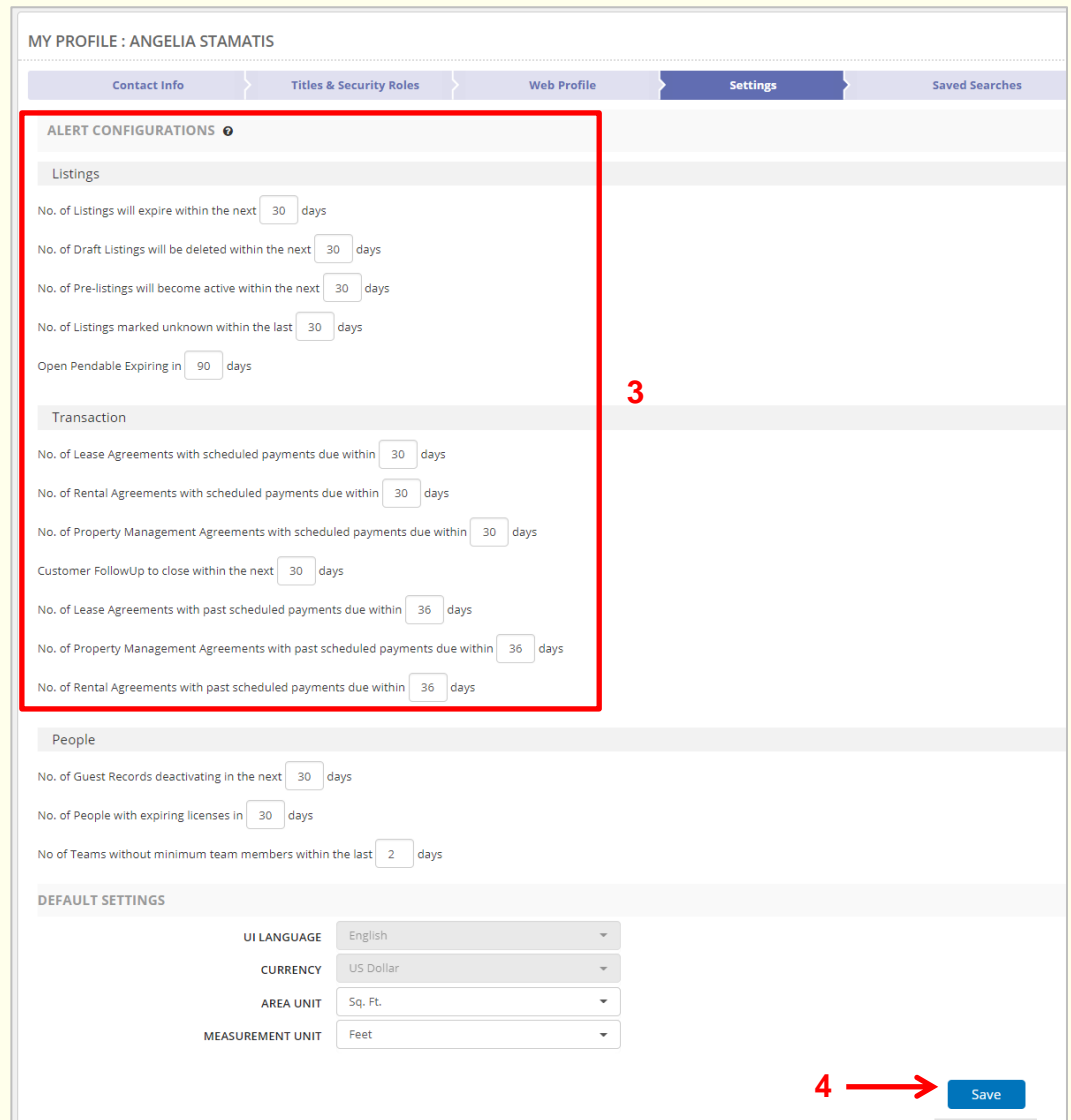 MY PROFILE : ANGELIA STAMATIS
Contact Info Titles & Security Roles Web Profile Settings Saved Searches
ALERT CONFIGURATIONS ?
Listings
No. of Listings will expire within the next 30 days
No. of Draft Listings will be deleted within the next 30 days
No. of Pre-listings will become active within the next 30 days
No. of Listings marked unknown within the last 30 days
Open Pendable Expiring in 90 days
3
Transaction
No. of Lease Agreements with scheduled payments due within 30 days
No. of Rental Agreements with scheduled payments due within 30 days
No. of Property Management Agreements with scheduled payments due within 30 days
Customer FollowUp to close within the next 30 days
No. of Lease Agreements with past scheduled payments due within 36 days
No. of Property Management Agreements with past scheduled payments due within 36 days
No. of Rental Agreements with past scheduled payments due within 36 days
People
No. of Guest Records deactivating in the next 30 days
No. of People with expiring licenses in 30 days
No of Teams without minimum team members within the last 2 days
DEFAULT SETTINGS
UI LANGUAGE English
CURRENCY US Dollar
AREA UNIT Sq. Ft.
MEASUREMENT UNIT Feet
4 Save